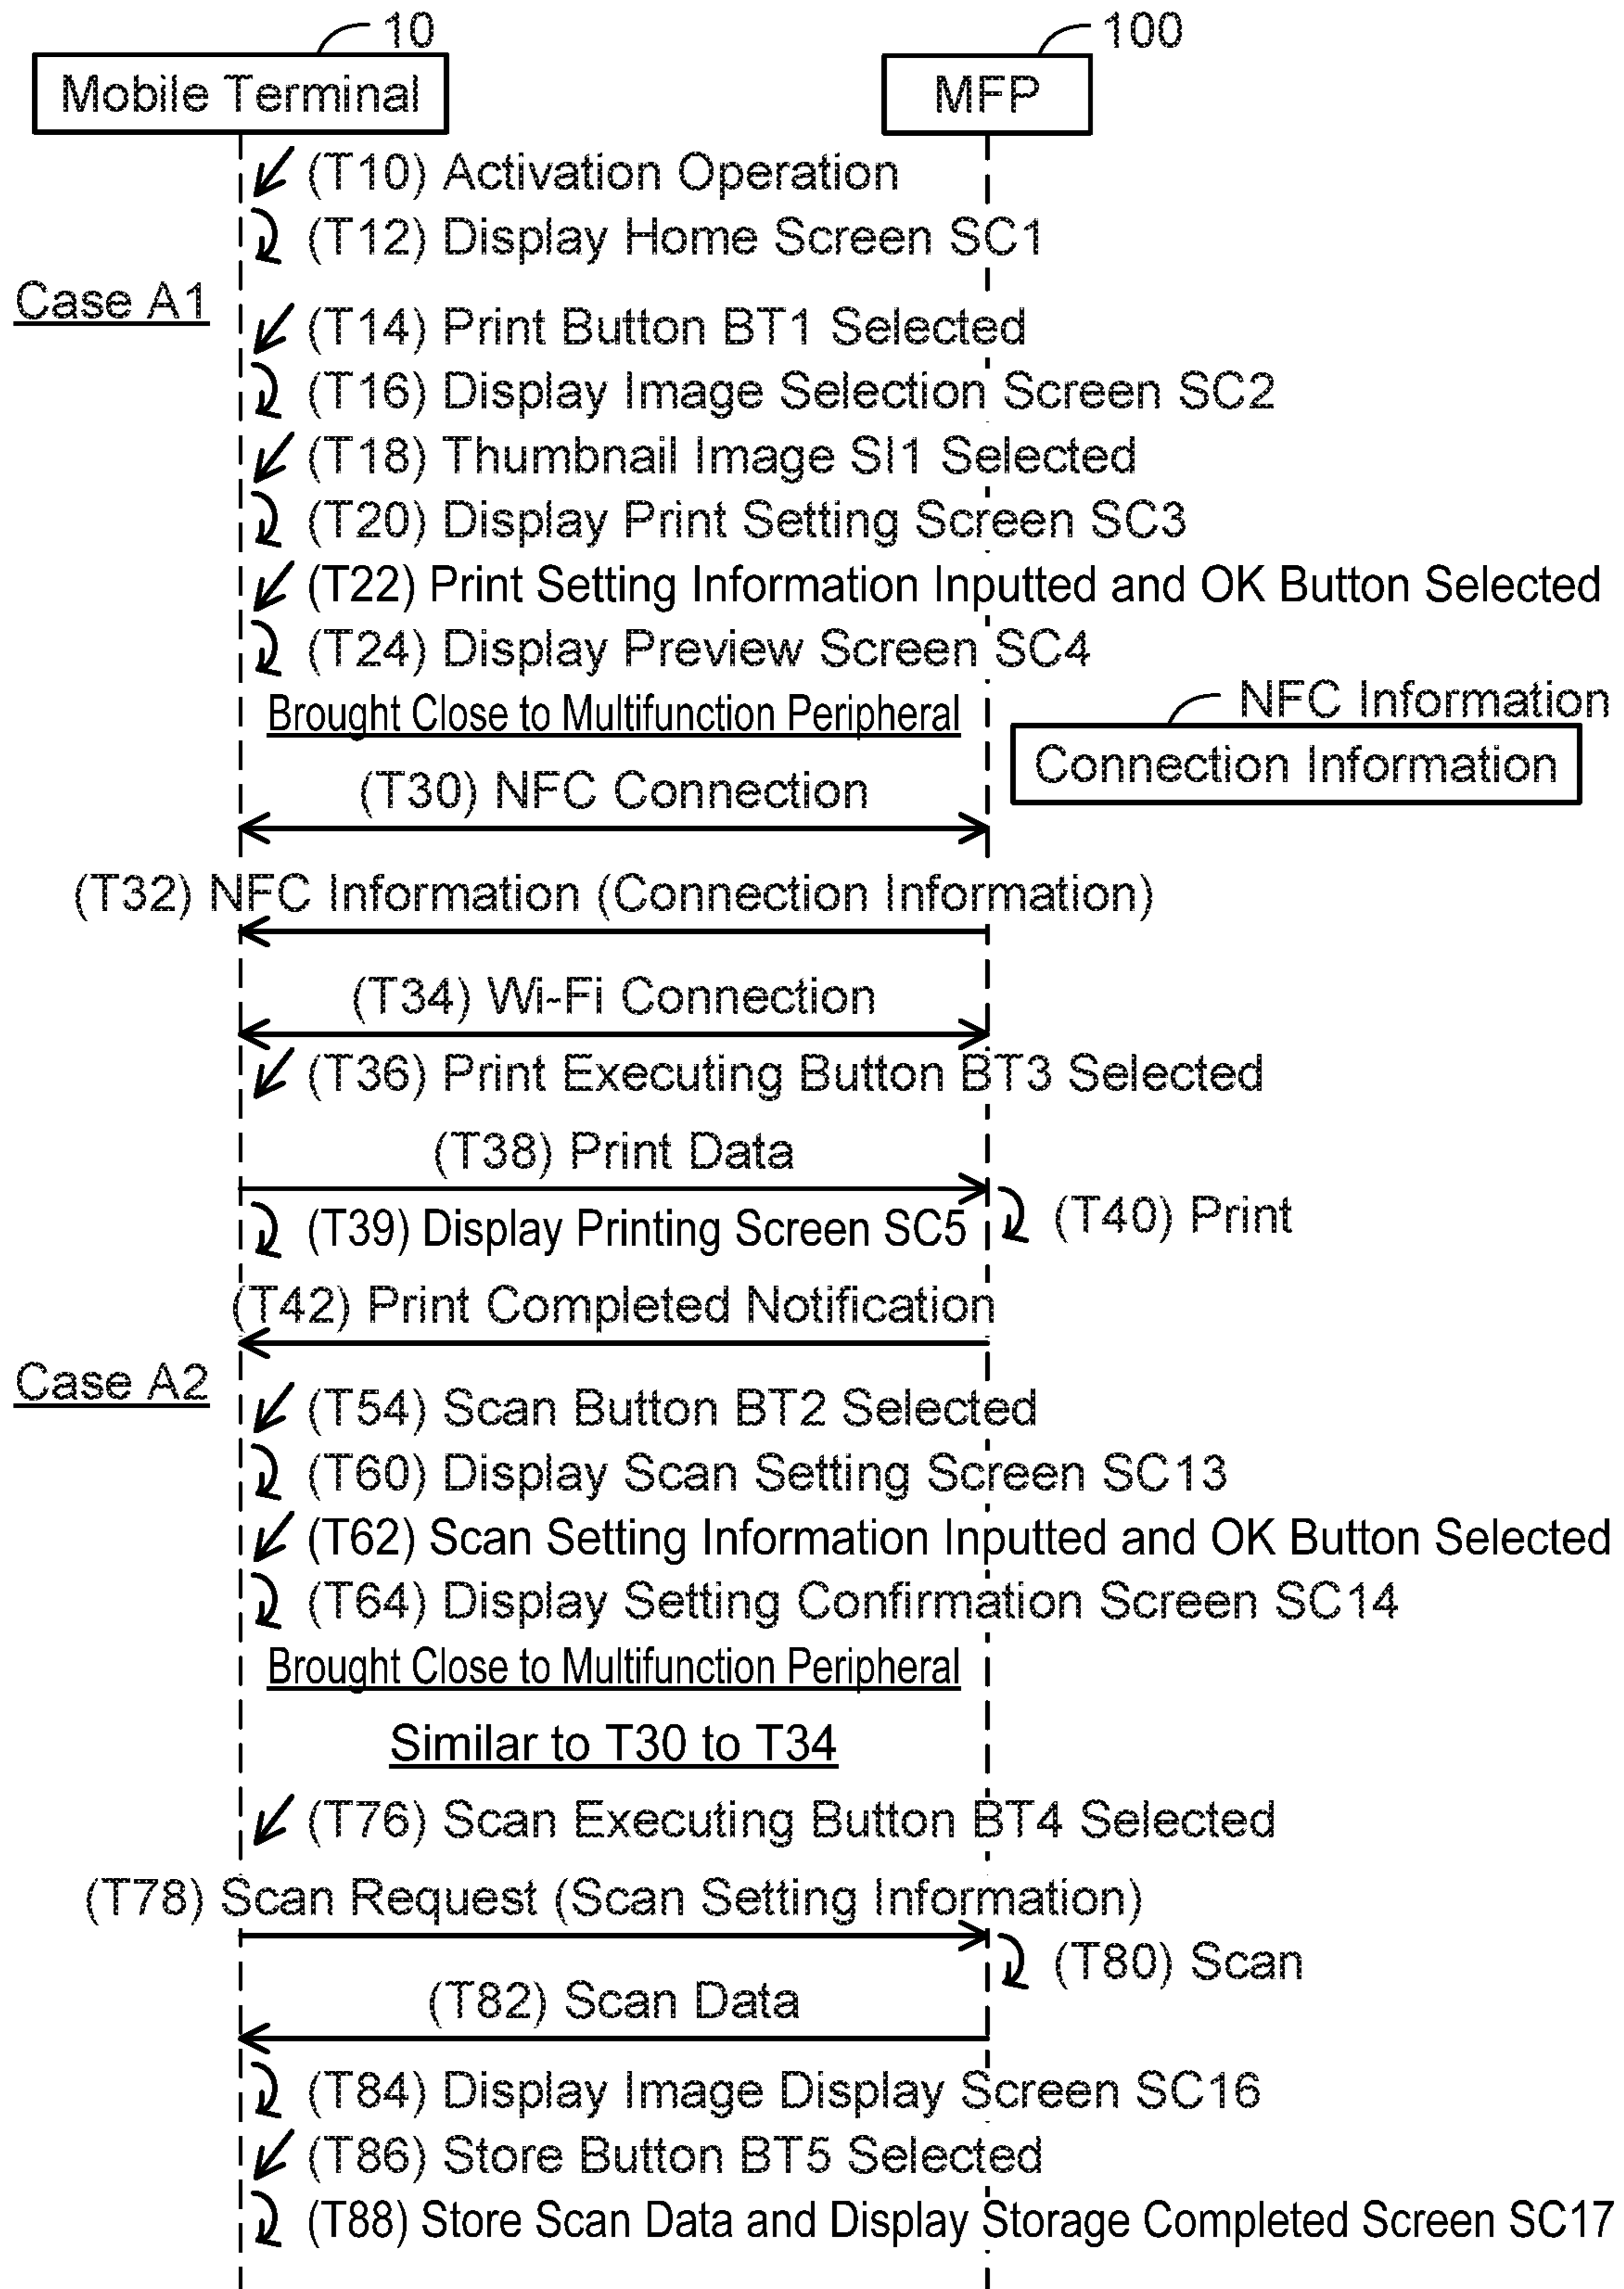 10
100
Mobile Terminal
MFP
(T10) Activation Operation
(T12) Display Home Screen SC1
Case A1
(T14) Print Button BT1 Selected
(T16) Display Image Selection Screen SC2
(T18) Thumbnail Image SI1 Selected
(T20) Display Print Setting Screen SC3
(T22) Print Setting Information Inputted and OK Button Selected
(T24) Display Preview Screen SC4
Brought Close to Multifunction Peripheral
NFC Information
Connection Information
(T30) NFC Connection
(T32) NFC Information (Connection Information)
(T34) Wi-Fi Connection
(T36) Print Executing Button BT3 Selected
(T38) Print Data
(T39) Display Printing Screen SC5
(T40) Print
(T42) Print Completed Notification
Case A2
(T54) Scan Button BT2 Selected
(T60) Display Scan Setting Screen SC13
(T62) Scan Setting Information Inputted and OK Button Selected
(T64) Display Setting Confirmation Screen SC14
Brought Close to Multifunction Peripheral
Similar to T30 to T34
(T76) Scan Executing Button BT4 Selected
(T78) Scan Request (Scan Setting Information)
(T80) Scan
(T82) Scan Data
(T84) Display Image Display Screen SC16
(T86) Store Button BT5 Selected
(T88) Store Scan Data and Display Storage Completed Screen SC17